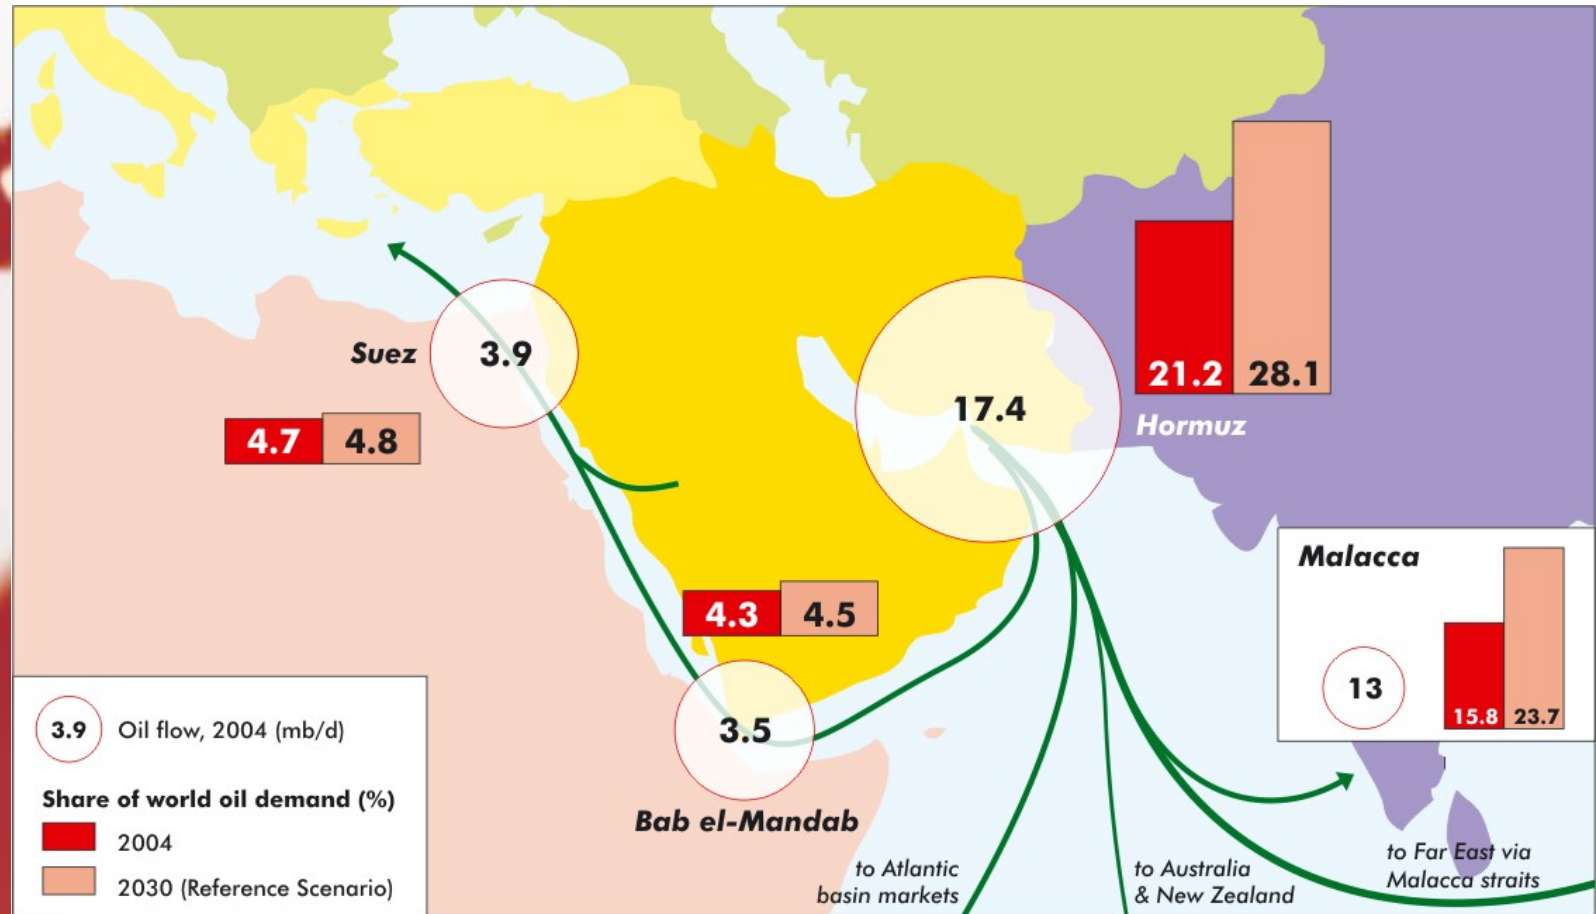 Suez
3.9
4.7
4.8
17.4
21.2
28.1
Hormuz
4.3
4.5
3.5
Bab el-Mandab
Malacca
13
15.8
23.7
3.9
Oil flow, 2004 (mb/d)
Share of world oil demand (%)
2004
2030 (Reference Scenario)
to Atlantic
basin markets
to Australia
& New Zealand
to Far East via
Malacca straits